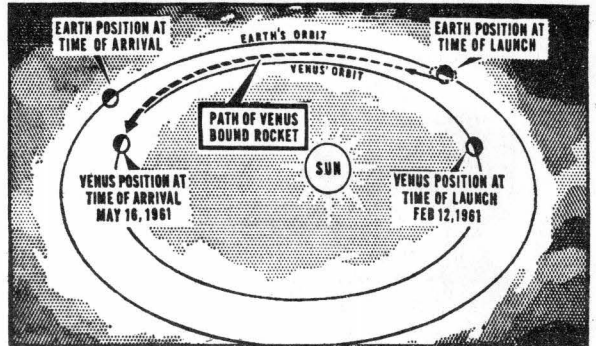 EARTH POSITION AT
TIME OF ARRIVAL
EARTH'S ORBIT
EARTH POSITION AT
TIME OF LAUNCH
VENUS' ORBIT
PATH OF VENUS
BOUND ROCKET
SUN
VENUS POSITION AT
TIME OF ARRIVAL
MAY 16, 1961
VENUS POSITION AT
TIME OF LAUNCH
FEB 12, 1961